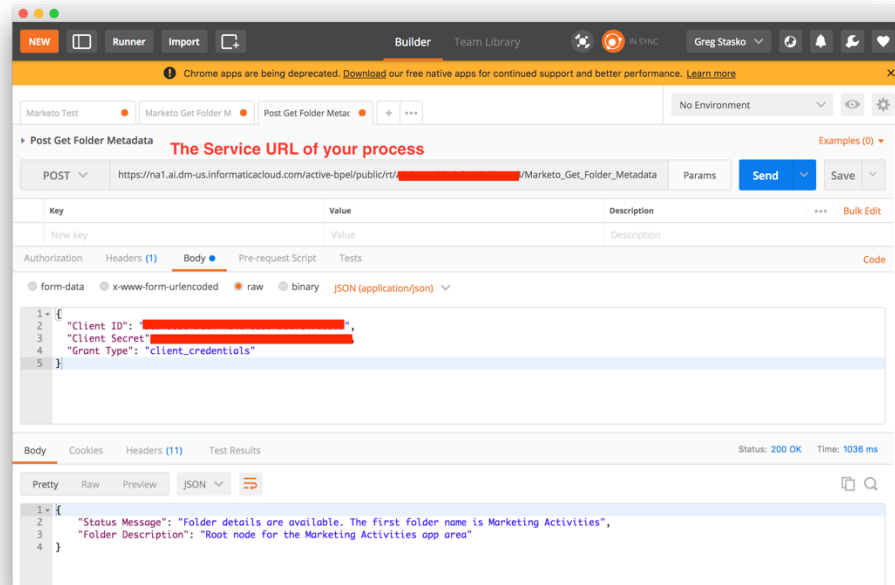 NEW Runner Import Builder Team Library IN SYNC Greg Stasko
Chrome apps are being deprecated. Download our free native apps for continued support and better performance. Learn more
Marketo Test Marketo Get Folder M Post Get Folder Metac + ••• No Environment
Post Get Folder Metadata Examples (0)
The Service URL of your process
POST https://na1.ai.dm-us.informaticacloud.com/active-bpel/public/rt/ /Marketo_Get_Folder_Metadata Params Send Save
Key Value Description ••• Bulk Edit
New key Value Description
Authorization Headers (1) Body Pre-request Script Tests Code
form-data x-www-form-urlencoded raw binary JSON (application/json)
1 {
2 "Client ID": " ",
3 "Client Secret"
4 "Grant Type": "client_credentials"
5 }
Body Cookies Headers (11) Test Results Status: 200 OK Time: 1036 ms
Pretty Raw Preview JSON
1 {
2 "Status Message": "Folder details are available. The first folder name is Marketing Activities",
3 "Folder Description": "Root node for the Marketing Activities app area"
4 }